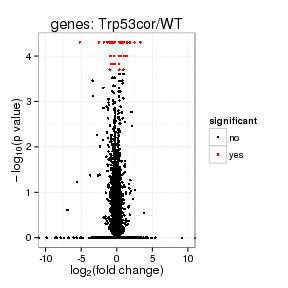 genes: Trp53cor/WT
−log10(p value)
4
3
2
1
0
-10
-5
0
5
10
log2(fold change)
significant
no
yes